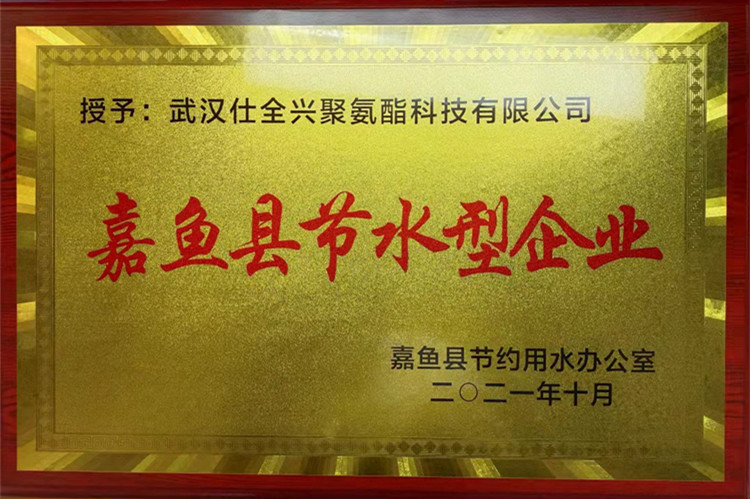 授予：武汉仕全兴聚氨酯科技有限公司
嘉鱼县节水型企业
嘉鱼县节约用水办公室
二〇二一年十月